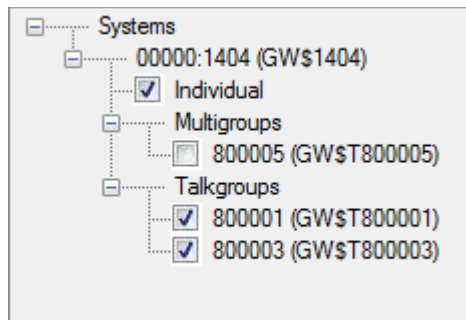 Systems
00000:1404 (GW$1404)
Individual
Multigroups
800005 (GW$T800005)
Talkgroups
800001 (GW$T800001)
800003 (GW$T800003)